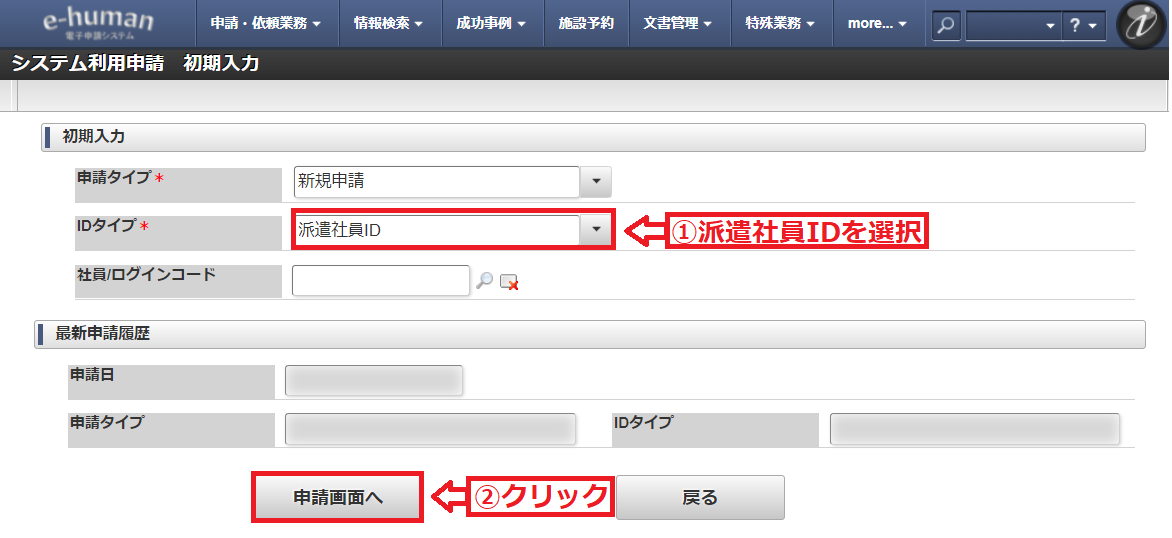 e-human
電子申請システム
申請・依頼業務 情報検索 成功事例 施設予約 文書管理 特殊業務 more... ?
システム利用申請 初期入力
初期入力
申請タイプ* 新規申請
IDタイプ* 派遣社員ID ①派遣社員IDを選択
社員/ログインコード
最新申請履歴
申請日
申請タイプ IDタイプ
申請画面へ ②クリック 戻る